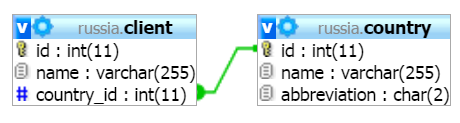 russia.client
id : int(11)
name : varchar(255)
# country_id : int(11)
russia.country
id : int(11)
name : varchar(255)
abbreviation : char(2)